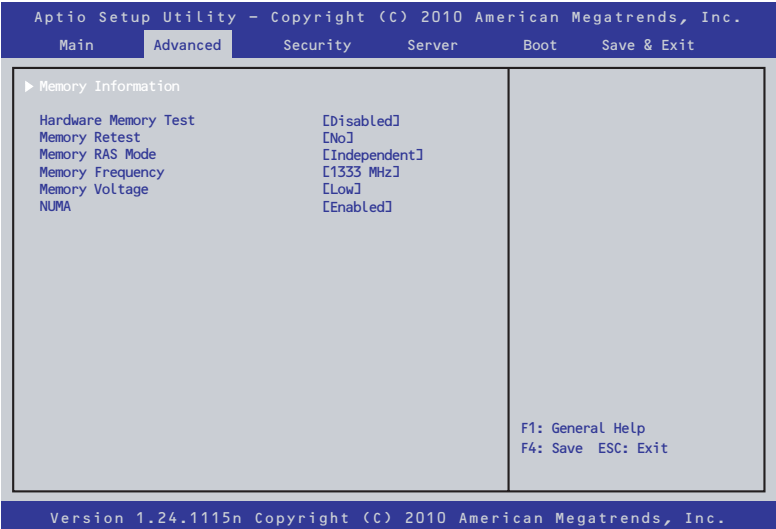 Aptio Setup Utility – Copyright (C) 2010 American Megatrends, Inc.
Main Advanced Security Server Boot Save & Exit
Memory Information
Hardware Memory Test [Disabled]
Memory Retest [No]
Memory RAS Mode [Independent]
Memory Frequency [1333 MHz]
Memory Voltage [Low]
NUMA [Enabled]
F1: General Help
F4: Save ESC: Exit
Version 1.24.1115n Copyright (C) 2010 American Megatrends, Inc.